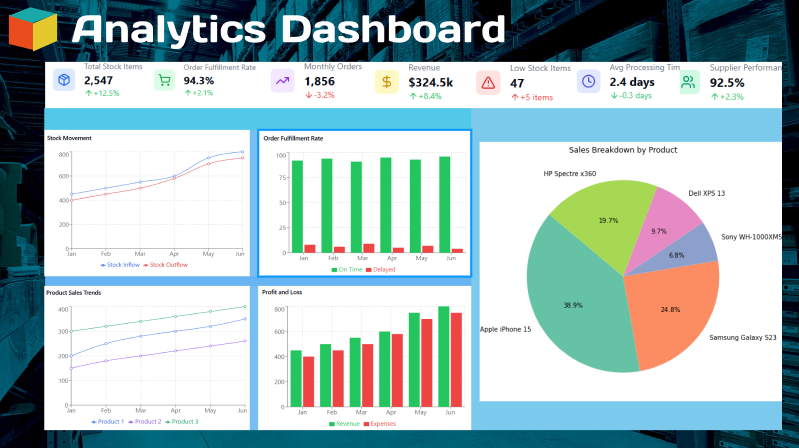 Analytics Dashboard
Total Stock Items
2,547
↑ +12.5%
Order Fulfillment Rate
94.3%
↑ +2.1%
Monthly Orders
1,856
↓ -3.2%
$
Revenue
$324.5k
↑ +8.4%
Low Stock Items
47
↑ +5 items
Avg Processing Tim
2.4 days
↓ -0.3 days
Supplier Performan
92.5%
↑ +2.3%
Stock Movement
800
600
400
200
0
Jan Feb Mar Apr May Jun
Stock Inflow Stock Outflow
Order Fulfillment Rate
100
75
50
25
0
Jan Feb Mar Apr May Jun
On Time Delayed
Product Sales Trends
400
300
200
100
0
Jan Feb Mar Apr May Jun
Product 1 Product 2 Product 3
Profit and Loss
800
600
400
200
0
Jan Feb Mar Apr May Jun
Revenue Expenses
Sales Breakdown by Product
HP Spectre x360
19.7%
Dell XPS 13
9.7%
Sony WH-1000XM5
6.8%
Apple iPhone 15
38.9%
Samsung Galaxy S23
24.8%